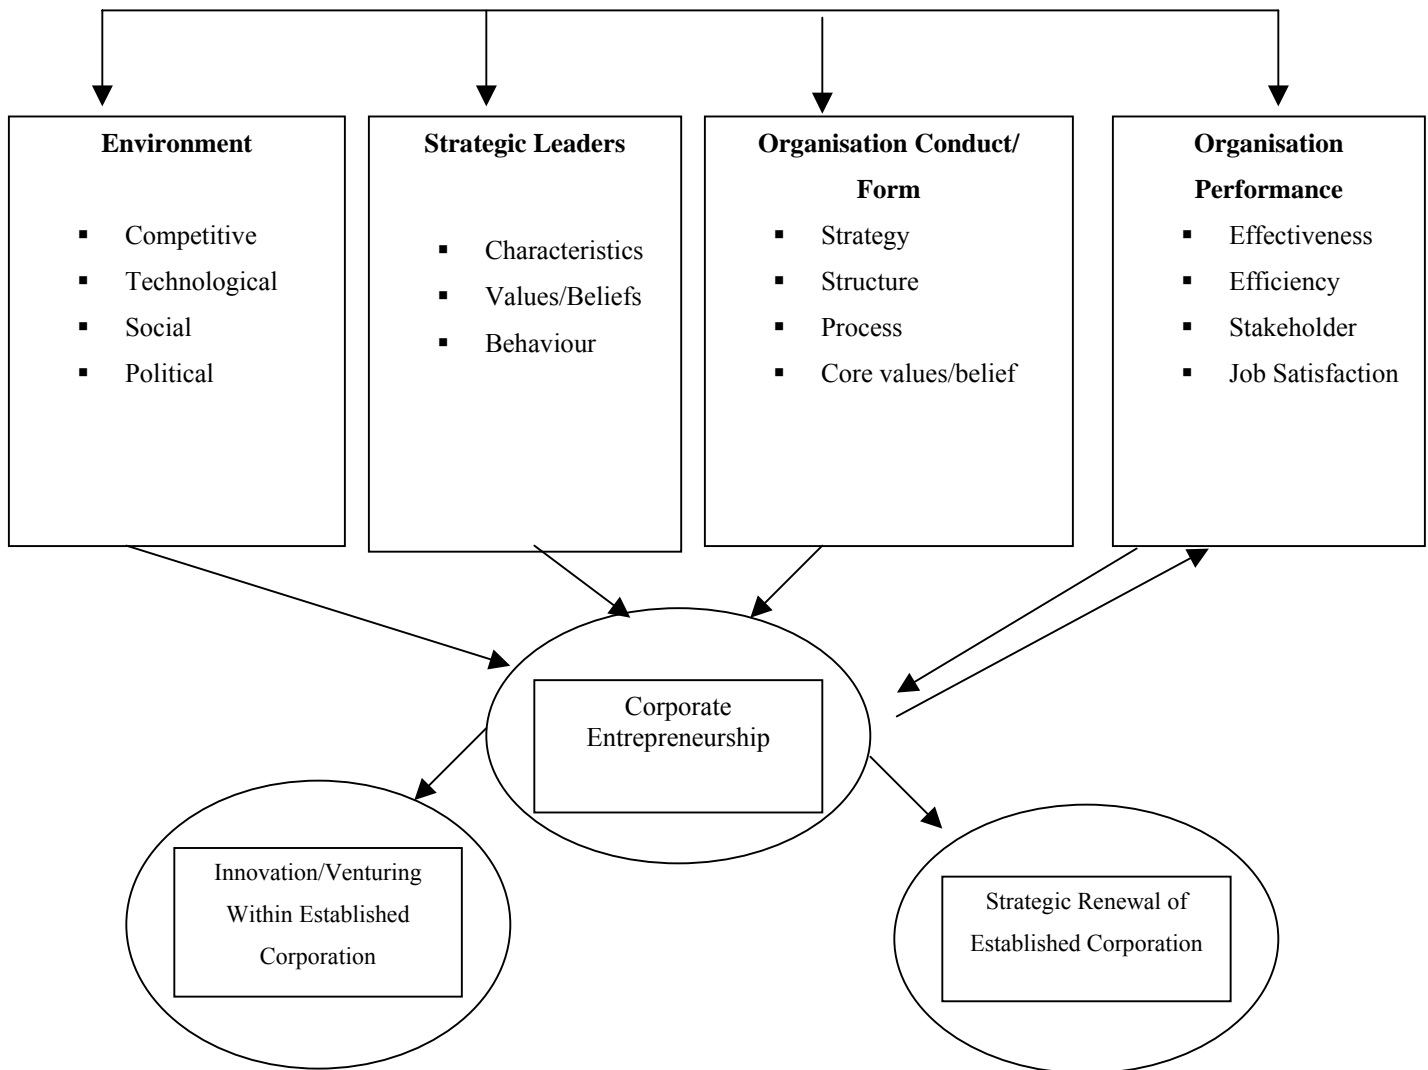 Environment
▪ Competitive
▪ Technological
▪ Social
▪ Political
Strategic Leaders
▪ Characteristics
▪ Values/Beliefs
▪ Behaviour
Organisation Conduct/
Form
▪ Strategy
▪ Structure
▪ Process
▪ Core values/belief
Organisation
Performance
▪ Effectiveness
▪ Efficiency
▪ Stakeholder
▪ Job Satisfaction
Corporate
Entrepreneurship
Innovation/Venturing
Within Established
Corporation
Strategic Renewal of
Established Corporation